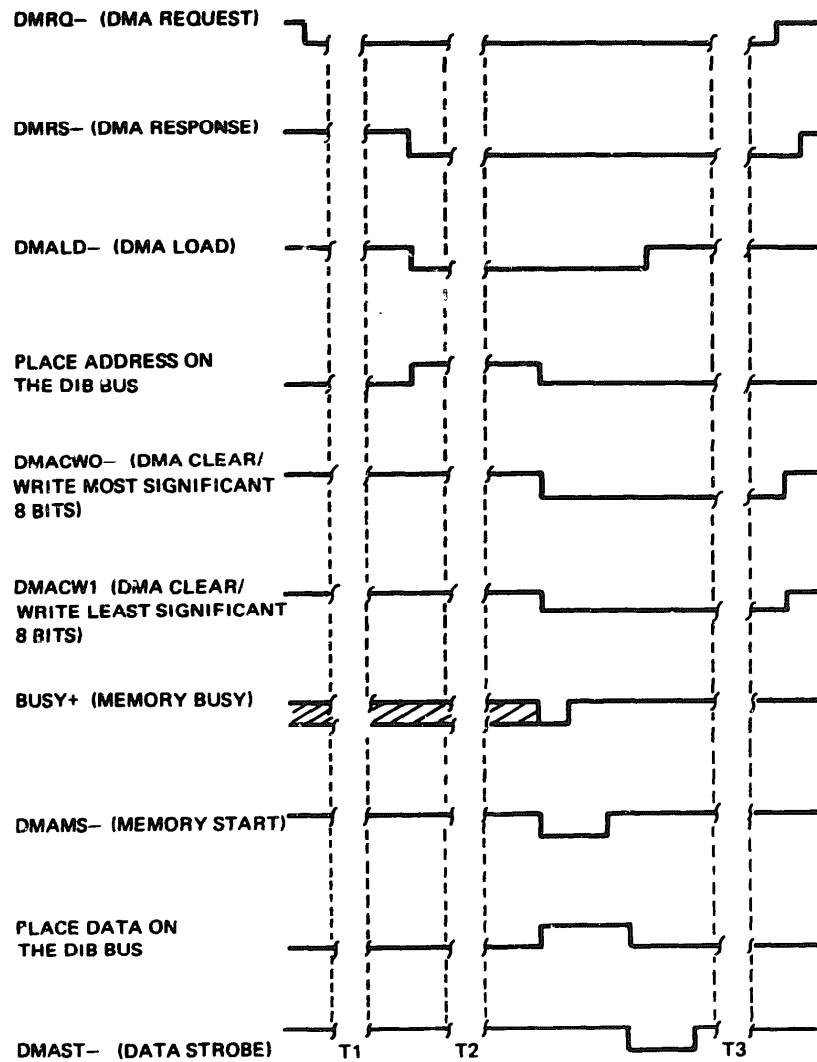 DMRQ– (DMA REQUEST)
DMRS– (DMA RESPONSE)
DMALD– (DMA LOAD)
PLACE ADDRESS ON
THE DIB BUS
DMACWO– (DMA CLEAR/
WRITE MOST SIGNIFICANT
8 BITS)
DMACW1 (DMA CLEAR/
WRITE LEAST SIGNIFICANT
8 BITS)
BUSY+ (MEMORY BUSY)
DMAMS– (MEMORY START)
PLACE DATA ON
THE DIB BUS
DMAST– (DATA STROBE) T1 T2 T3